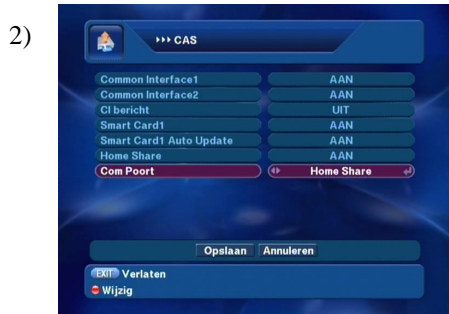 2)
››› CAS
Common Interface1 AAN
Common Interface2 AAN
CI bericht UIT
Smart Card1 AAN
Smart Card1 Auto Update AAN
Home Share AAN
Com Poort Home Share
Opslaan Annuleren
EXIT Verlaten
Wijzig